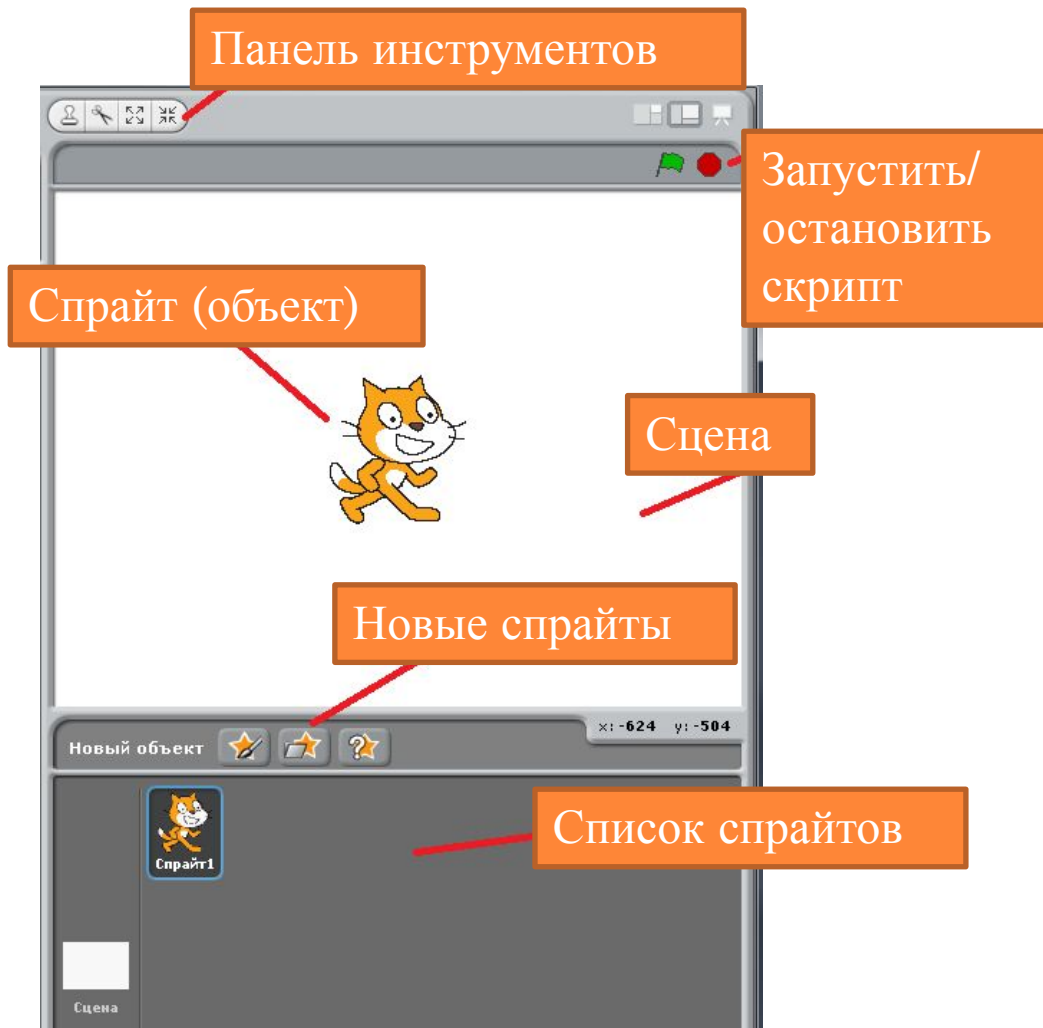 Панель инструментов
Запустить/
остановить
скрипт
Спрайт (объект)
Сцена
Новые спрайты
x: -624 y: -504
Новый объект
Список спрайтов
Спрайт1
Сцена